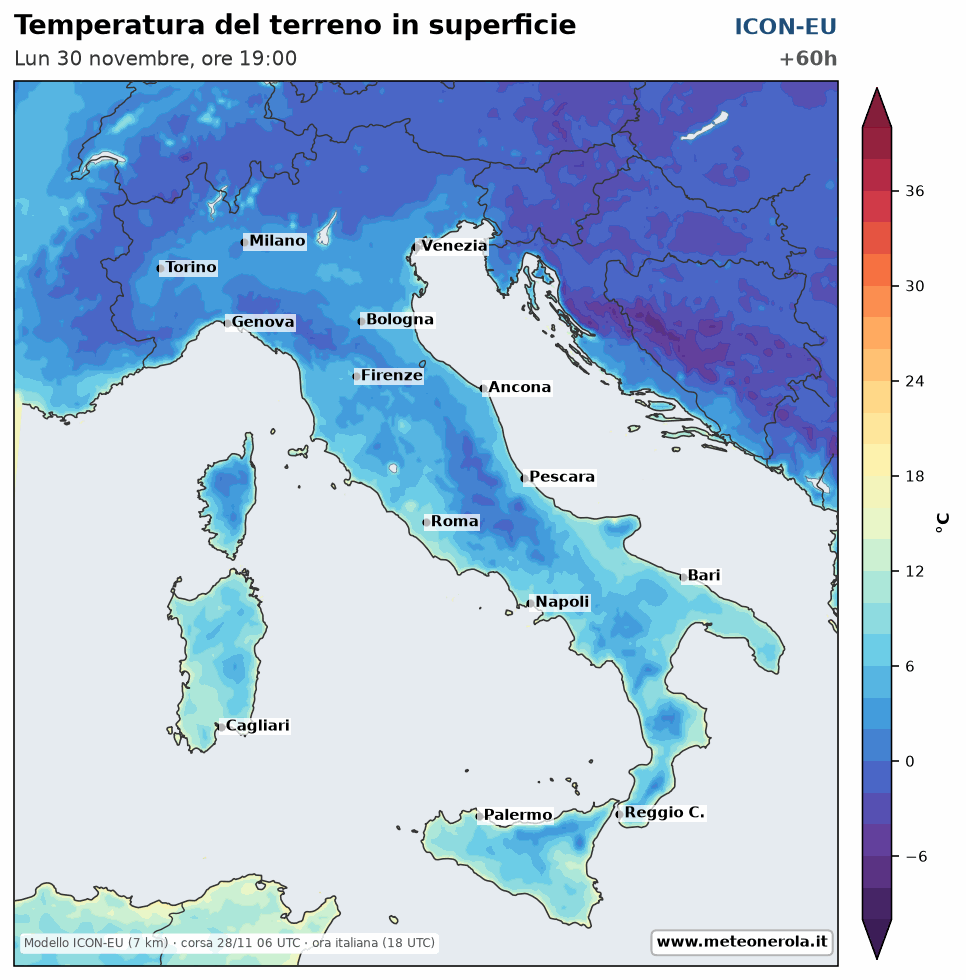 Temperatura del terreno in superficie
ICON-EU
Lun 30 novembre, ore 19:00
+60h
Milano
Venezia
Torino
Genova
Bologna
Firenze
Ancona
Pescara
Roma
Bari
Napoli
Cagliari
Palermo
Reggio C.
36
30
24
18
12
6
0
−6
°C
Modello ICON-EU (7 km) · corsa 28/11 06 UTC · ora italiana (18 UTC)
www.meteonerola.it